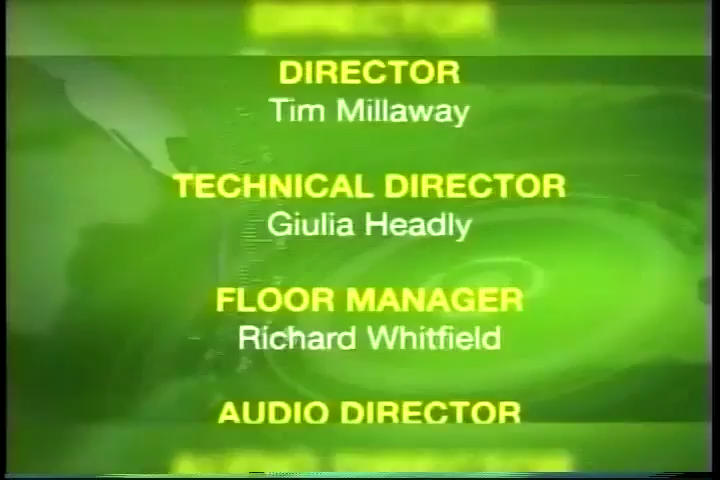 DIRECTOR
Tim Millaway
TECHNICAL DIRECTOR
Giulia Headly
FLOOR MANAGER
Richard Whitfield
AUDIO DIRECTOR